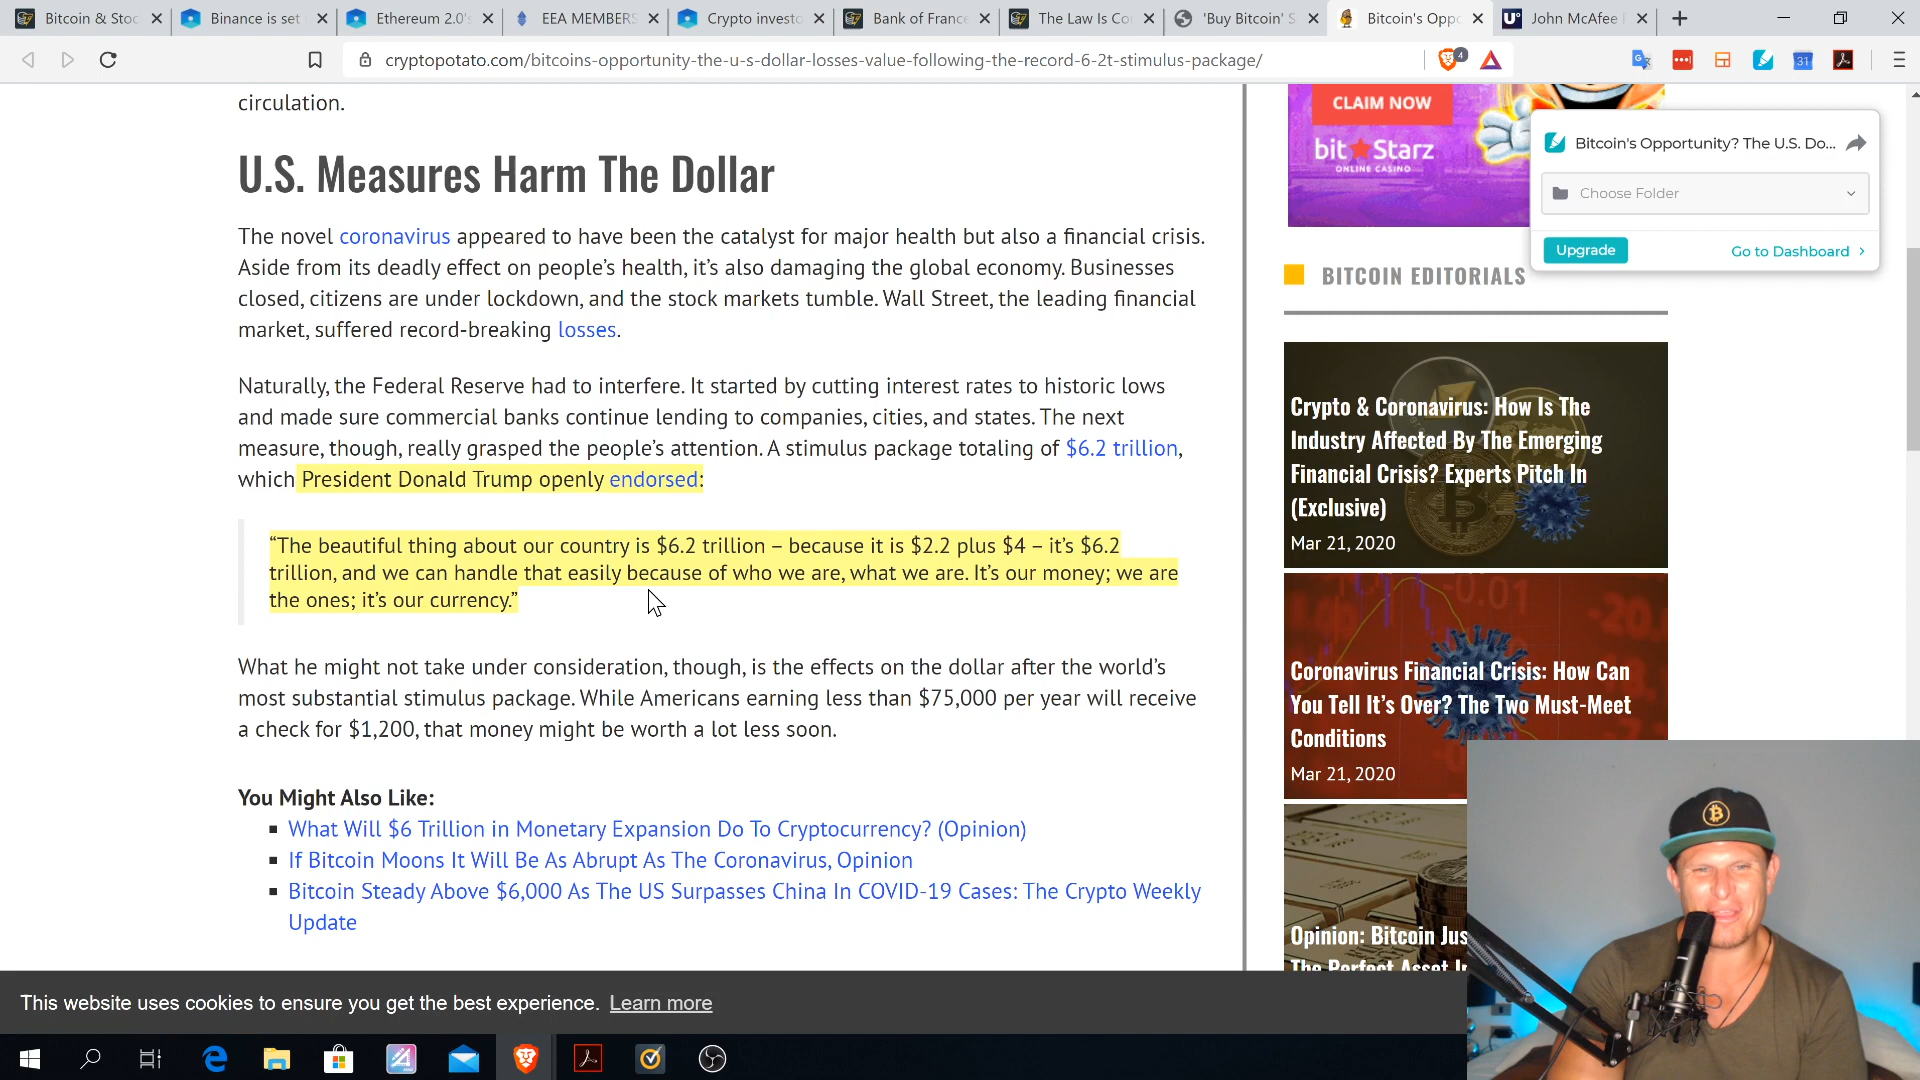 Bitcoin & Stoc
Binance is set
Ethereum 2.0's
EEA MEMBERS
Crypto investo
Bank of France
The Law Is Co
'Buy Bitcoin' S
Bitcoin's Oppo
John McAfee
cryptopotato.com/bitcoins-opportunity-the-u-s-dollar-losses-value-following-the-record-6-2t-stimulus-package/
4
31
circulation.
U.S. Measures Harm The Dollar
The novel coronavirus appeared to have been the catalyst for major health but also a financial crisis.
Aside from its deadly effect on people's health, it's also damaging the global economy. Businesses
closed, citizens are under lockdown, and the stock markets tumble. Wall Street, the leading financial
market, suffered record-breaking losses.
Naturally, the Federal Reserve had to interfere. It started by cutting interest rates to historic lows
and made sure commercial banks continue lending to companies, cities, and states. The next
measure, though, really grasped the people's attention. A stimulus package totaling of $6.2 trillion,
which President Donald Trump openly endorsed:
“The beautiful thing about our country is $6.2 trillion – because it is $2.2 plus $4 – it's $6.2
trillion, and we can handle that easily because of who we are, what we are. It's our money; we are
the ones; it's our currency.”
What he might not take under consideration, though, is the effects on the dollar after the world's
most substantial stimulus package. While Americans earning less than $75,000 per year will receive
a check for $1,200, that money might be worth a lot less soon.
You Might Also Like:
What Will $6 Trillion in Monetary Expansion Do To Cryptocurrency? (Opinion)
If Bitcoin Moons It Will Be As Abrupt As The Coronavirus, Opinion
Bitcoin Steady Above $6,000 As The US Surpasses China In COVID-19 Cases: The Crypto Weekly
Update
CLAIM NOW
bit Starz
ONLINE CASINO
Bitcoin's Opportunity? The U.S. Do...
Choose Folder
Upgrade
Go to Dashboard
BITCOIN EDITORIALS
Crypto & Coronavirus: How Is The
Industry Affected By The Emerging
Financial Crisis? Experts Pitch In
(Exclusive)
Mar 21, 2020
-0.01
-20
Coronavirus Financial Crisis: How Can
You Tell It's Over? The Two Must-Meet
Conditions
Mar 21, 2020
Opinion: Bitcoin Jus
The Perfect Asset I
This website uses cookies to ensure you get the best experience. Learn more